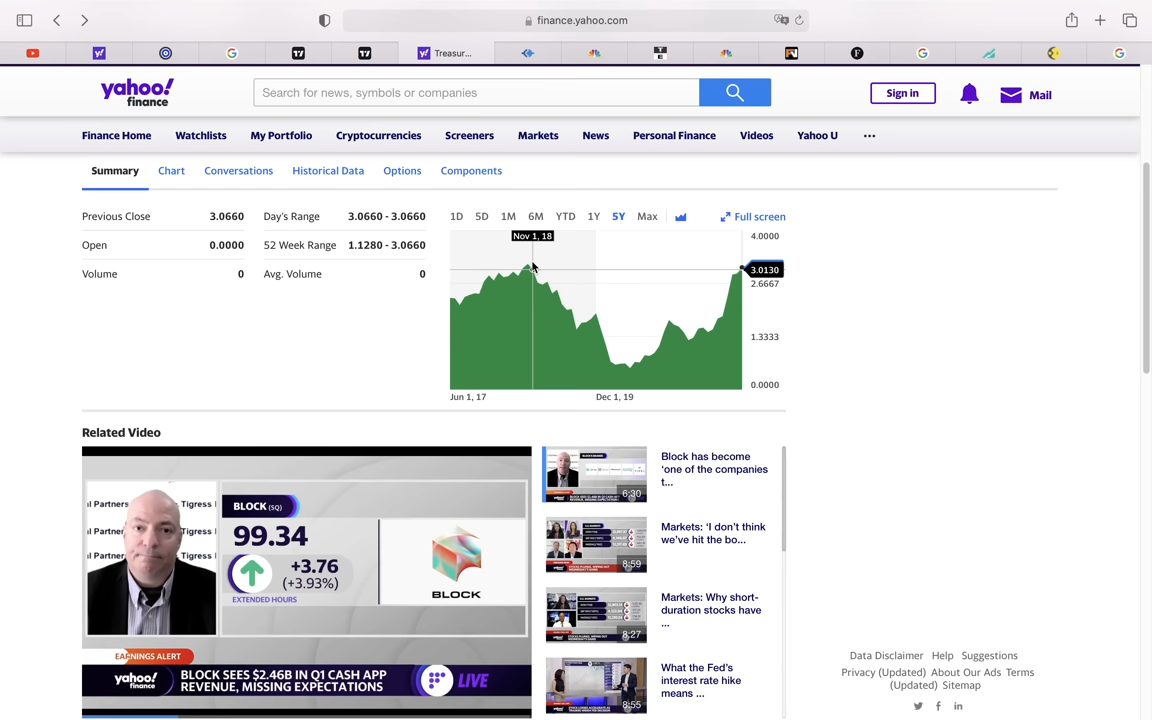 finance.yahoo.com
Treasur...
yahoo!
finance
Search for news, symbols or companies
Sign in
Mail
Finance Home Watchlists My Portfolio Cryptocurrencies Screeners Markets News Personal Finance Videos Yahoo U ...
Summary Chart Conversations Historical Data Options Components
Previous Close 3.0660
Open 0.0000
Volume 0
Day's Range 3.0660 - 3.0660
52 Week Range 1.1280 - 3.0660
Avg. Volume 0
1D 5D 1M 6M YTD 1Y 5Y Max Full screen
Nov 1, 18
4.0000
3.0130
2.6667
1.3333
0.0000
Jun 1, 17 Dec 1, 19
Related Video
l Partners Tigress
l Partners Tigress
al Partners Tigress
BLOCK (SQ)
99.34
+3.76
(+3.93%)
EXTENDED HOURS
BLOCK
EARNINGS ALERT
yahoo!
finance
BLOCK SEES $2.46B IN Q1 CASH APP
REVENUE, MISSING EXPECTATIONS
LIVE
6:30
Block has become
'one of the companies
t...
8:59
Markets: 'I don't think
we've hit the bo...
8:27
Markets: Why short-
duration stocks have
...
8:55
What the Fed's
interest rate hike
means ...
Data Disclaimer Help Suggestions
Privacy (Updated) About Our Ads Terms
(Updated) Sitemap